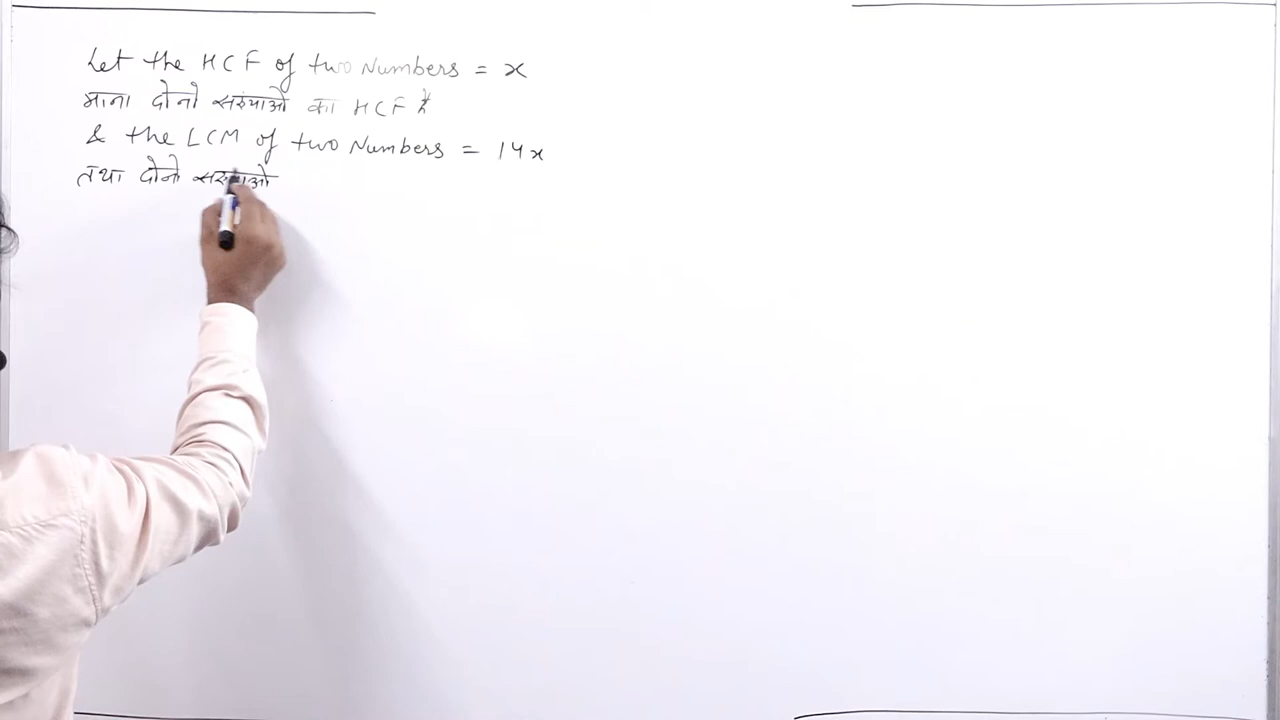 Let the HCF of two Numbers = x
माना दोनो संख्याओ का HCF x
& the LCM of two Numbers = 14x
तथा दोनो संख्याओ